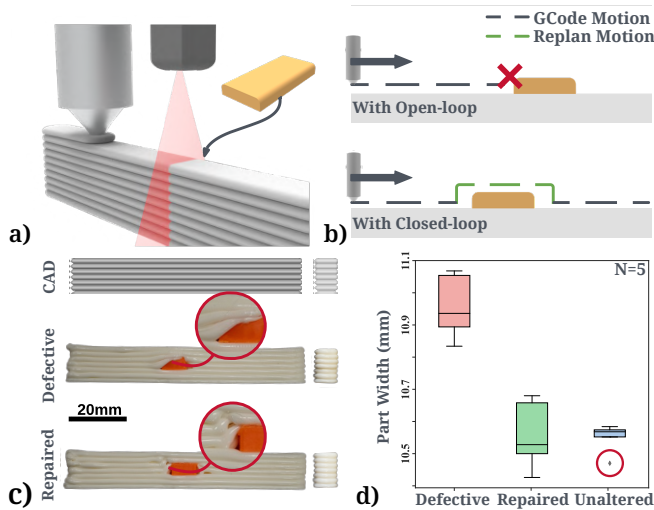 a)
GCode Motion
Replan Motion
With Open-loop
With Closed-loop
b)
CAD
Defective
Repaired
20mm
c)
N=5
Part Width (mm)
11.1
10.9
10.7
10.5
Defective Repaired Unaltered
d)